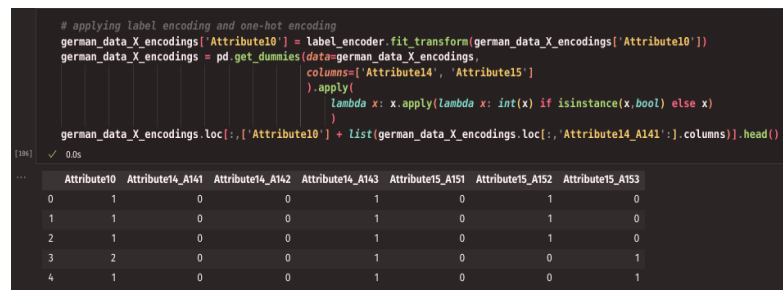 # applying label encoding and one-hot encoding
german_data_X_encodings['Attribute10'] = label_encoder.fit_transform(german_data_X_encodings['Attribute10'])
german_data_X_encodings = pd.get_dummies(data=german_data_X_encodings,
columns=['Attribute14', 'Attribute15']
).apply(
lambda x: x.apply(lambda x: int(x) if isinstance(x,bool) else x)
)
german_data_X_encodings.loc[:,['Attribute10'] + list(german_data_X_encodings.loc[:,'Attribute14_A141':].columns)].head()
[106] ✓ 0.0s
... Attribute10 Attribute14_A141 Attribute14_A142 Attribute14_A143 Attribute15_A151 Attribute15_A152 Attribute15_A153
0 1 0 0 1 0 1 0
1 1 0 0 1 0 1 0
2 1 0 0 1 0 1 0
3 2 0 0 1 0 0 1
4 1 0 0 1 0 0 1